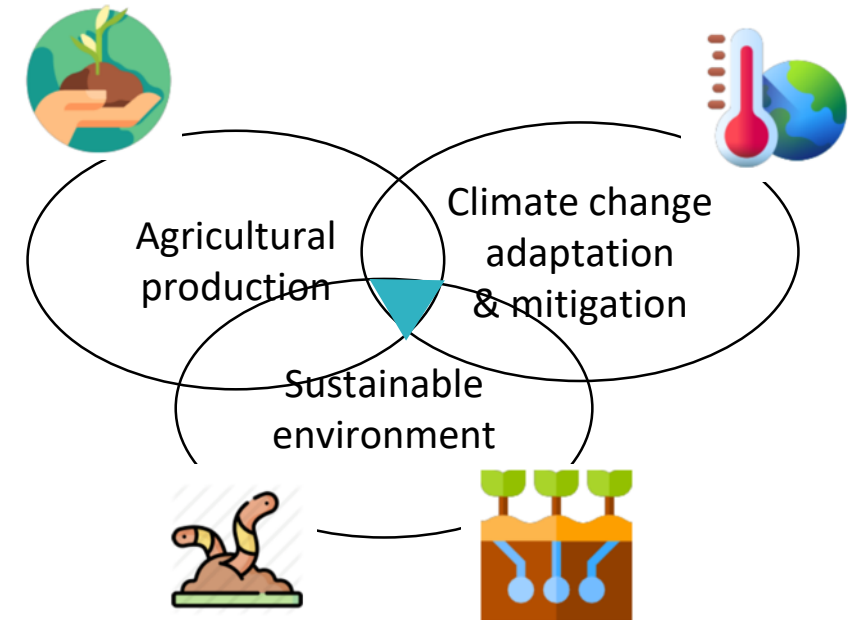 Agricultural
production
Climate change
adaptation
& mitigation
Sustainable
environment